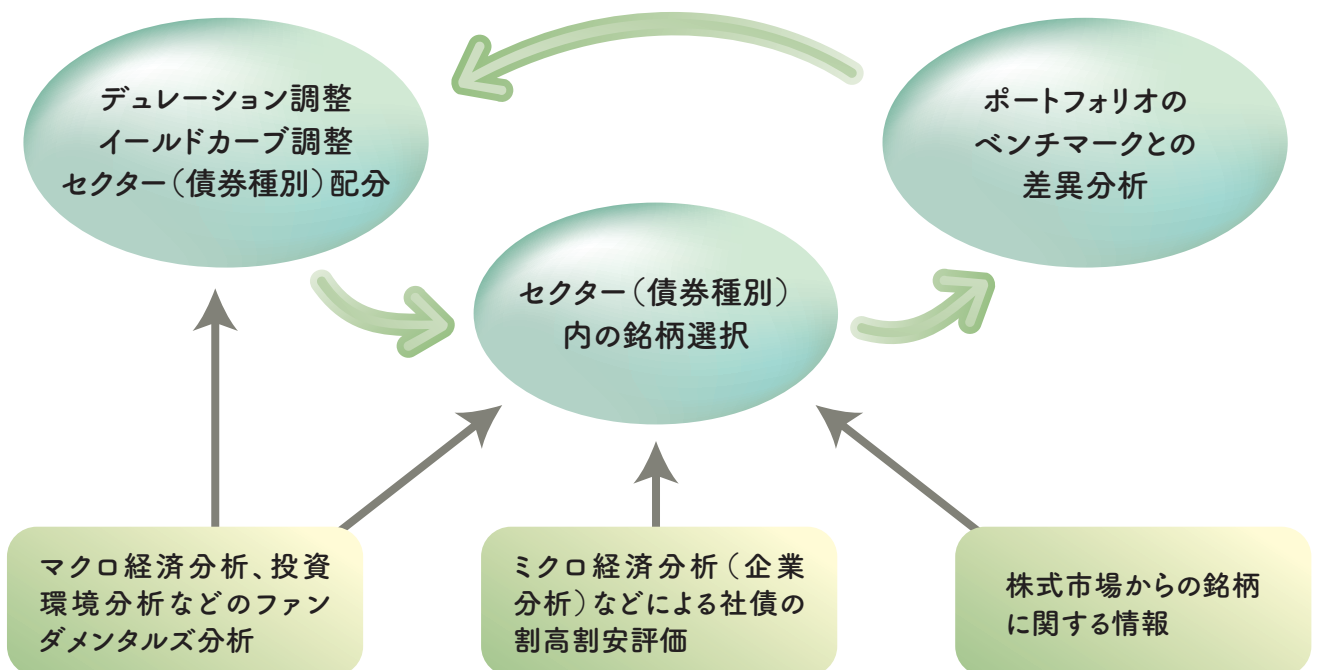 デュレーション調整
イールドカーブ調整
セクター（債券種別）配分
ポートフォリオの
ベンチマークとの
差異分析
セクター（債券種別）
内の銘柄選択
マクロ経済分析、投資
環境分析などのファン
ダメンタルズ分析
ミクロ経済分析（企業
分析）などによる社債の
割高割安評価
株式市場からの銘柄
に関する情報